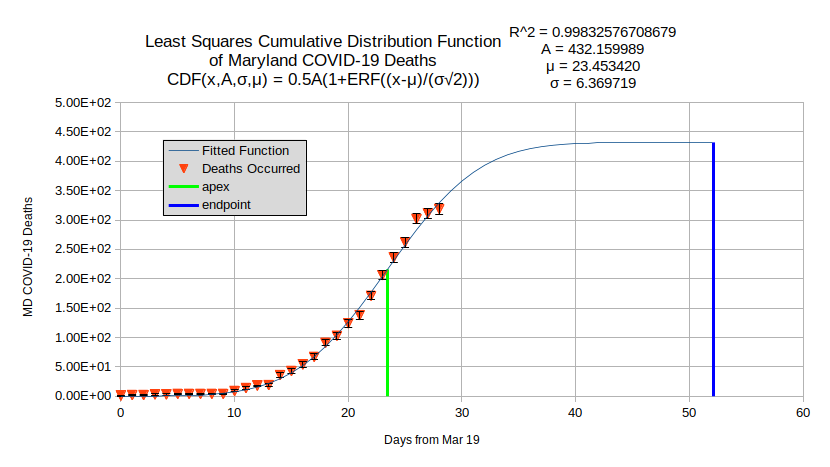 Least Squares Cumulative Distribution Function
of Maryland COVID-19 Deaths
CDF(x,A,σ,μ) = 0.5A(1+ERF((x-μ)/(σ√2)))
R^2 = 0.99832576708679
A = 432.159989
μ = 23.453420
σ = 6.369719
5.00E+02
4.50E+02
4.00E+02
3.50E+02
3.00E+02
2.50E+02
2.00E+02
1.50E+02
1.00E+02
5.00E+01
0.00E+00
MD COVID-19 Deaths
Fitted Function
Deaths Occurred
apex
endpoint
0 10 20 30 40 50 60
Days from Mar 19